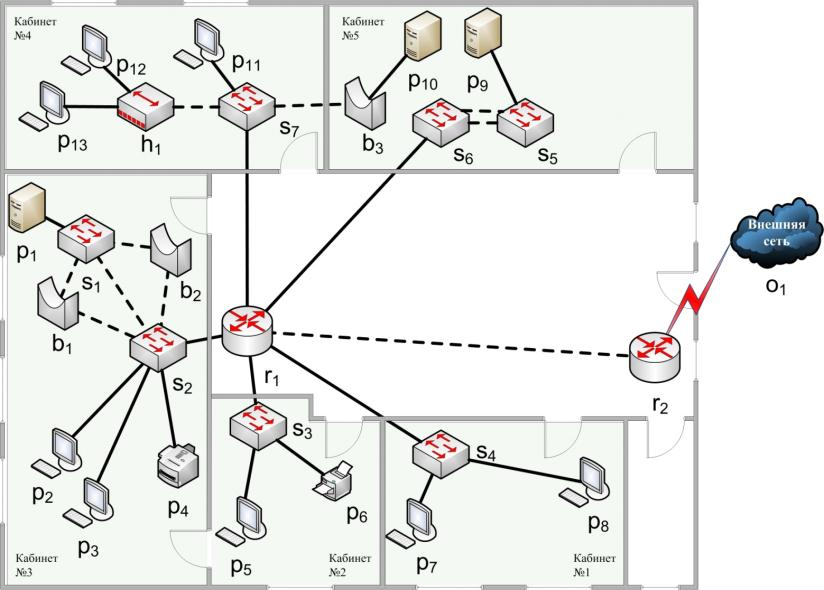 Кабинет
№4
Кабинет
№5
p12
p11
p10
p9
p13
h1
s7
b3
s6
s5
p1
s1
b2
b1
s2
r1
Внешняя
сеть
o1
r2
s3
s4
p2
p3
p4
p5
p6
p7
p8
Кабинет
№3
Кабинет
№2
Кабинет
№1